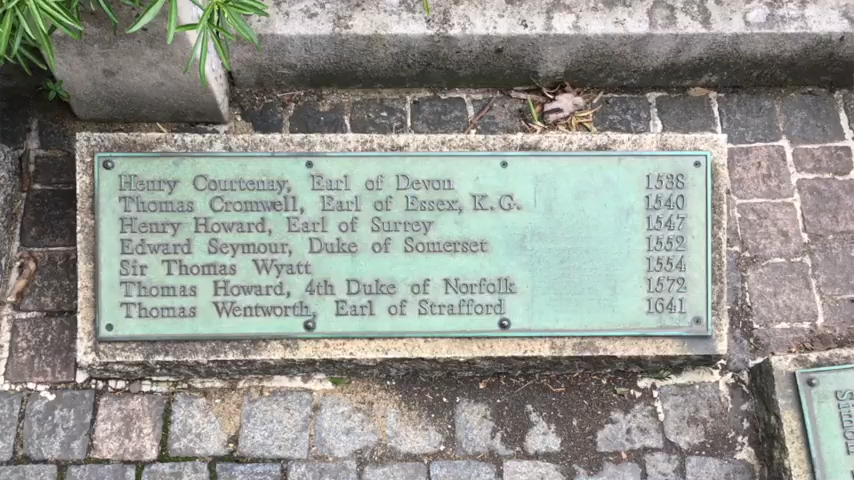 Henry Courtenay, Earl of Devon 1538
Thomas Cromwell, Earl of Essex, K.G. 1540
Henry Howard, Earl of Surrey 1547
Edward Seymour, Duke of Somerset 1552
Sir Thomas Wyatt 1554
Thomas Howard, 4th Duke of Norfolk 1572
Thomas Wentworth, Earl of Strafford 1641
Simon